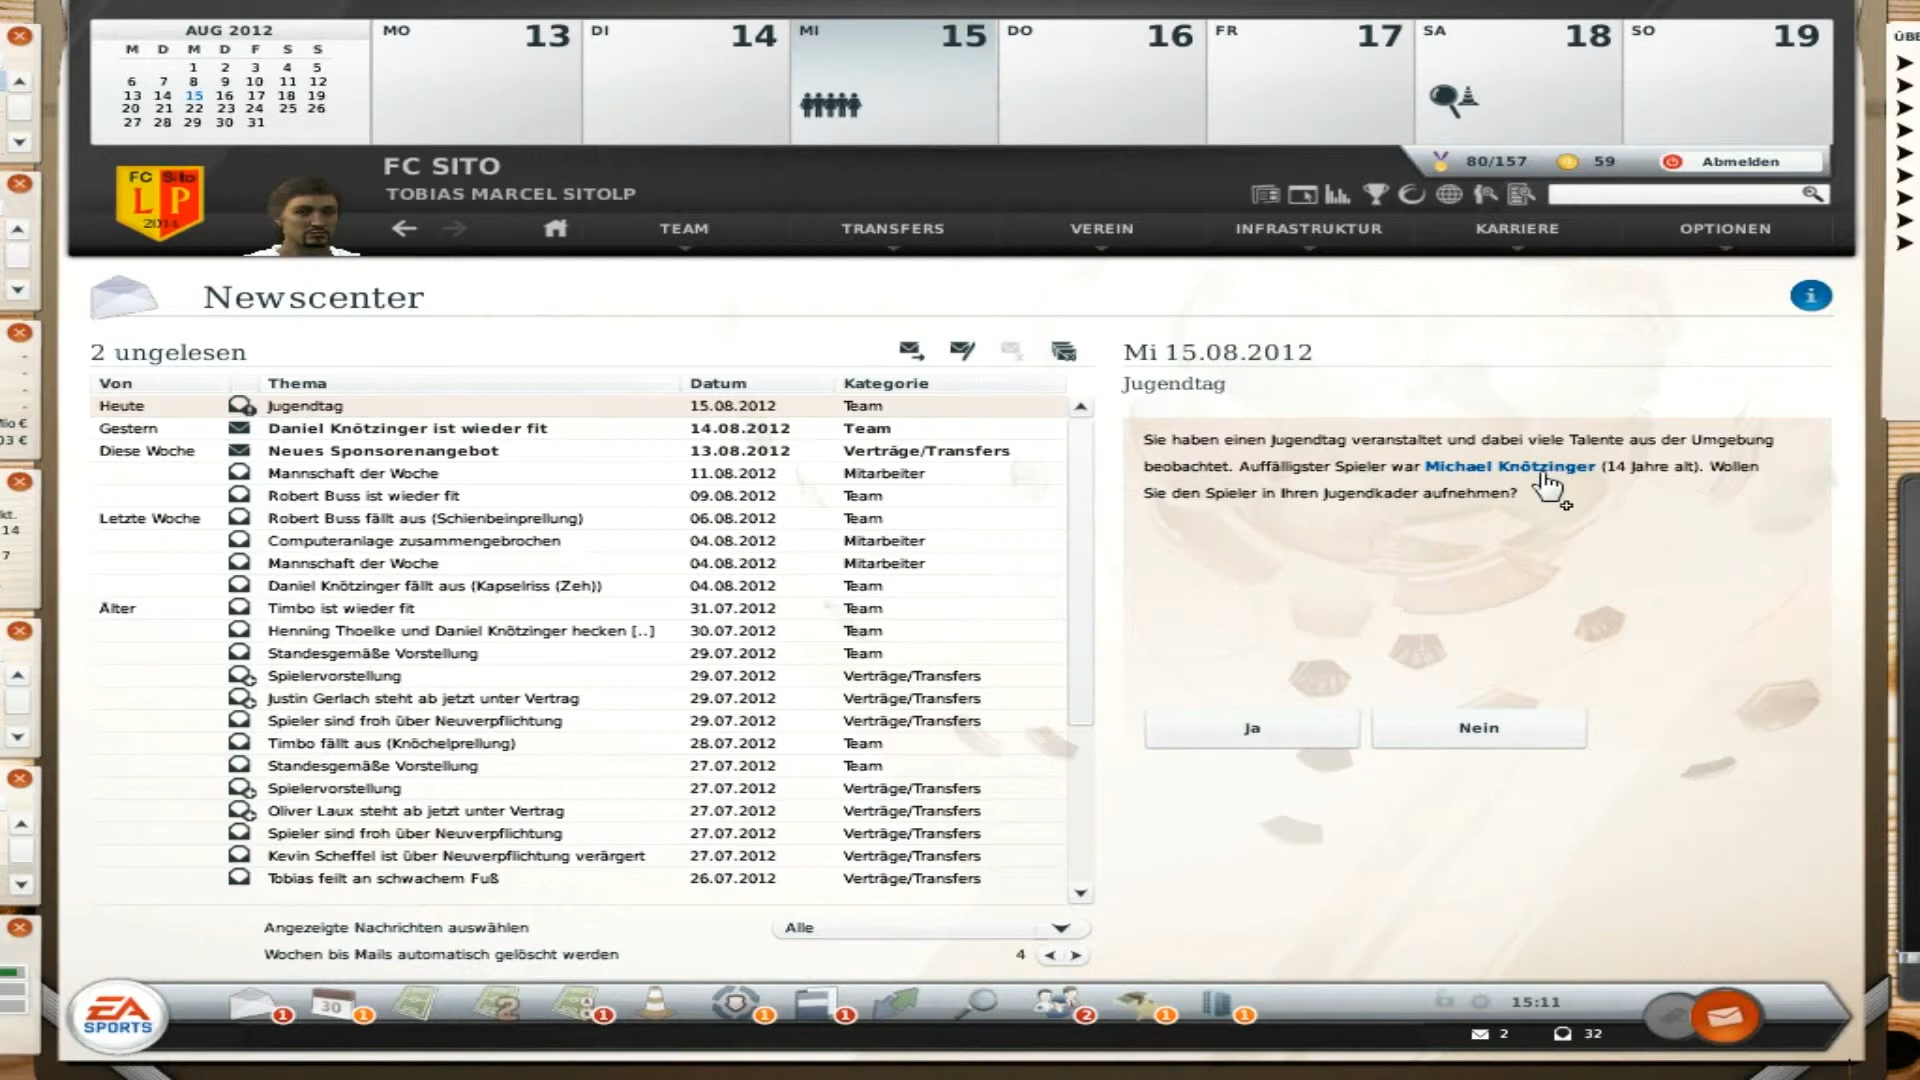 AUG 2012
M D M D F S S
1 2 3 4 5
6 7 8 9 10 11 12
13 14 15 16 17 18 19
20 21 22 23 24 25 26
27 28 29 30 31
MO 13
DI 14
MI 15
DO 16
FR 17
SA 18
SO 19
FC Sito
LP
FC SITO
TOBIAS MARCEL SITOLP
80/157
59
Abmelden
TEAM
TRANSFERS
VEREIN
INFRASTRUKTUR
KARRIERE
OPTIONEN
Newscenter
2 ungelesen
Von Thema Datum Kategorie
Heute Jugendtag 15.08.2012 Team
Gestern Daniel Knötzinger ist wieder fit 14.08.2012 Team
Diese Woche Neues Sponsorenangebot 13.08.2012 Verträge/Transfers
Mannschaft der Woche 11.08.2012 Mitarbeiter
Robert Buss ist wieder fit 09.08.2012 Team
Letzte Woche Robert Buss fällt aus (Schienbeinprellung) 06.08.2012 Team
Computeranlage zusammengebrochen 04.08.2012 Mitarbeiter
Mannschaft der Woche 04.08.2012 Mitarbeiter
Daniel Knötzinger fällt aus (Kapselriss (Zeh)) 04.08.2012 Team
Älter Timbo ist wieder fit 31.07.2012 Team
Henning Thoelke und Daniel Knötzinger hecken [..] 30.07.2012 Team
Standesgemäße Vorstellung 29.07.2012 Team
Spielervorstellung 29.07.2012 Verträge/Transfers
Justin Gerlach steht ab jetzt unter Vertrag 29.07.2012 Verträge/Transfers
Spieler sind froh über Neuverpflichtung 29.07.2012 Verträge/Transfers
Timbo fällt aus (Knöchelprellung) 28.07.2012 Team
Standesgemäße Vorstellung 27.07.2012 Team
Spielervorstellung 27.07.2012 Verträge/Transfers
Oliver Laux steht ab jetzt unter Vertrag 27.07.2012 Verträge/Transfers
Spieler sind froh über Neuverpflichtung 27.07.2012 Verträge/Transfers
Kevin Scheffel ist über Neuverpflichtung verärgert 27.07.2012 Verträge/Transfers
Tobias feilt an schwachem Fuß 26.07.2012 Verträge/Transfers
Angezeigte Nachrichten auswählen Alle
Wochen bis Mails automatisch gelöscht werden 4
Mi 15.08.2012
Jugendtag
Sie haben einen Jugendtag veranstaltet und dabei viele Talente aus der Umgebung
beobachtet. Auffälligster Spieler war Michael Knötzinger (14 Jahre alt). Wollen
Sie den Spieler in Ihren Jugendkader aufnehmen?
Ja
Nein
EA
SPORTS
1 30 1 2 1 1 1 2 1 1
15:11
2 32